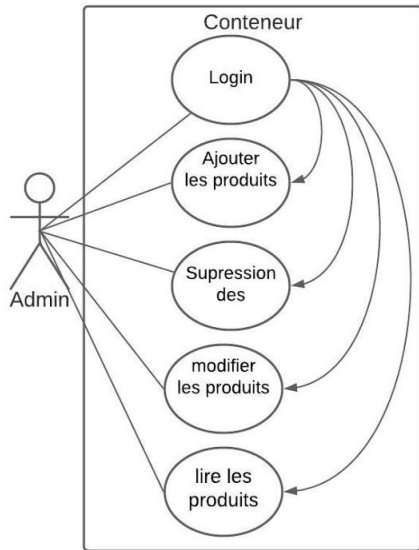 Conteneur
Login
Ajouter
les produits
Supression
des
Admin
modifier
les produits
lire les
produits